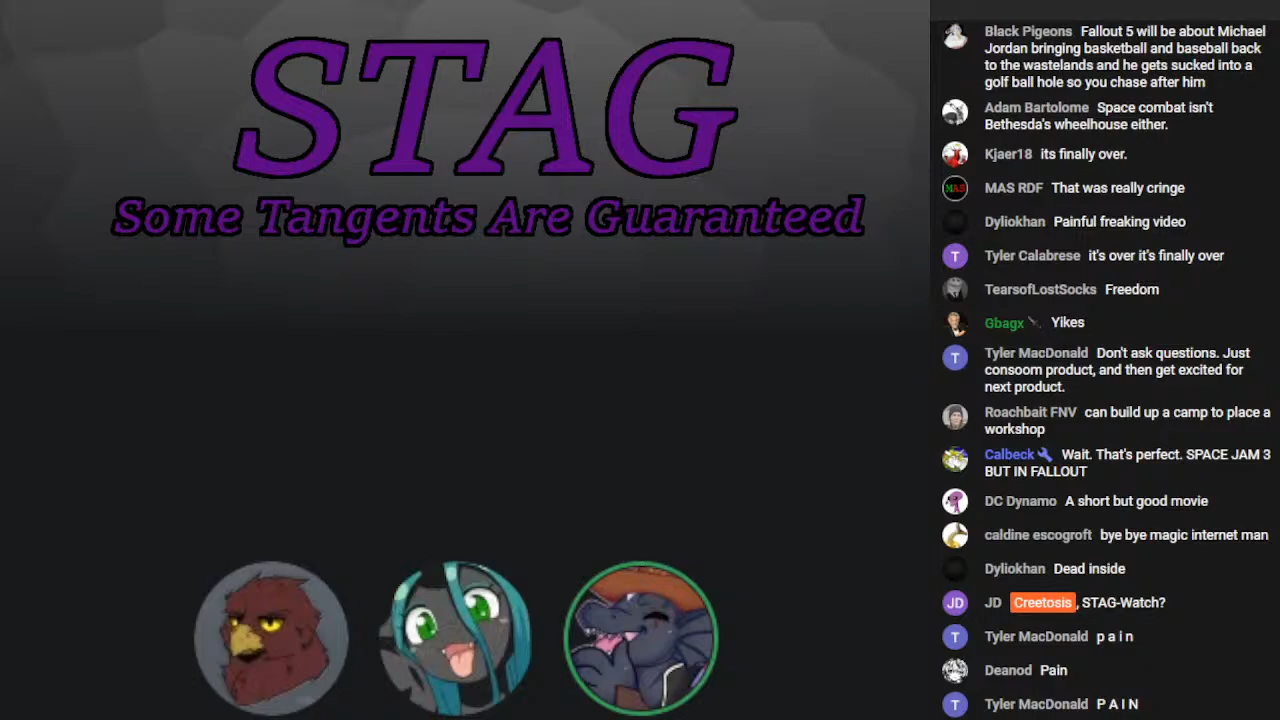 STAG
Some Tangents Are Guaranteed
Black Pigeons Fallout 5 will be about Michael
Jordan bringing basketball and baseball back
to the wastelands and he gets sucked into a
golf ball hole so you chase after him
Adam Bartolome Space combat isn't
Bethesda's wheelhouse either.
Kjaer18 its finally over.
MAS
MAS RDF That was really cringe
Dyliokhan Painful freaking video
T
Tyler Calabrese it's over it's finally over
TearsofLostSocks Freedom
Gbagx Yikes
T
Tyler MacDonald Don't ask questions. Just
consoom product, and then get excited for
next product.
Roachbait FNV can build up a camp to place a
workshop
Calbeck Wait. That's perfect. SPACE JAM 3
BUT IN FALLOUT
DC Dynamo A short but good movie
caldine escogroft bye bye magic internet man
Dyliokhan Dead inside
JD
JD Creetosis, STAG-Watch?
T
Tyler MacDonald p a i n
Deanod Pain
T
Tyler MacDonald P A I N